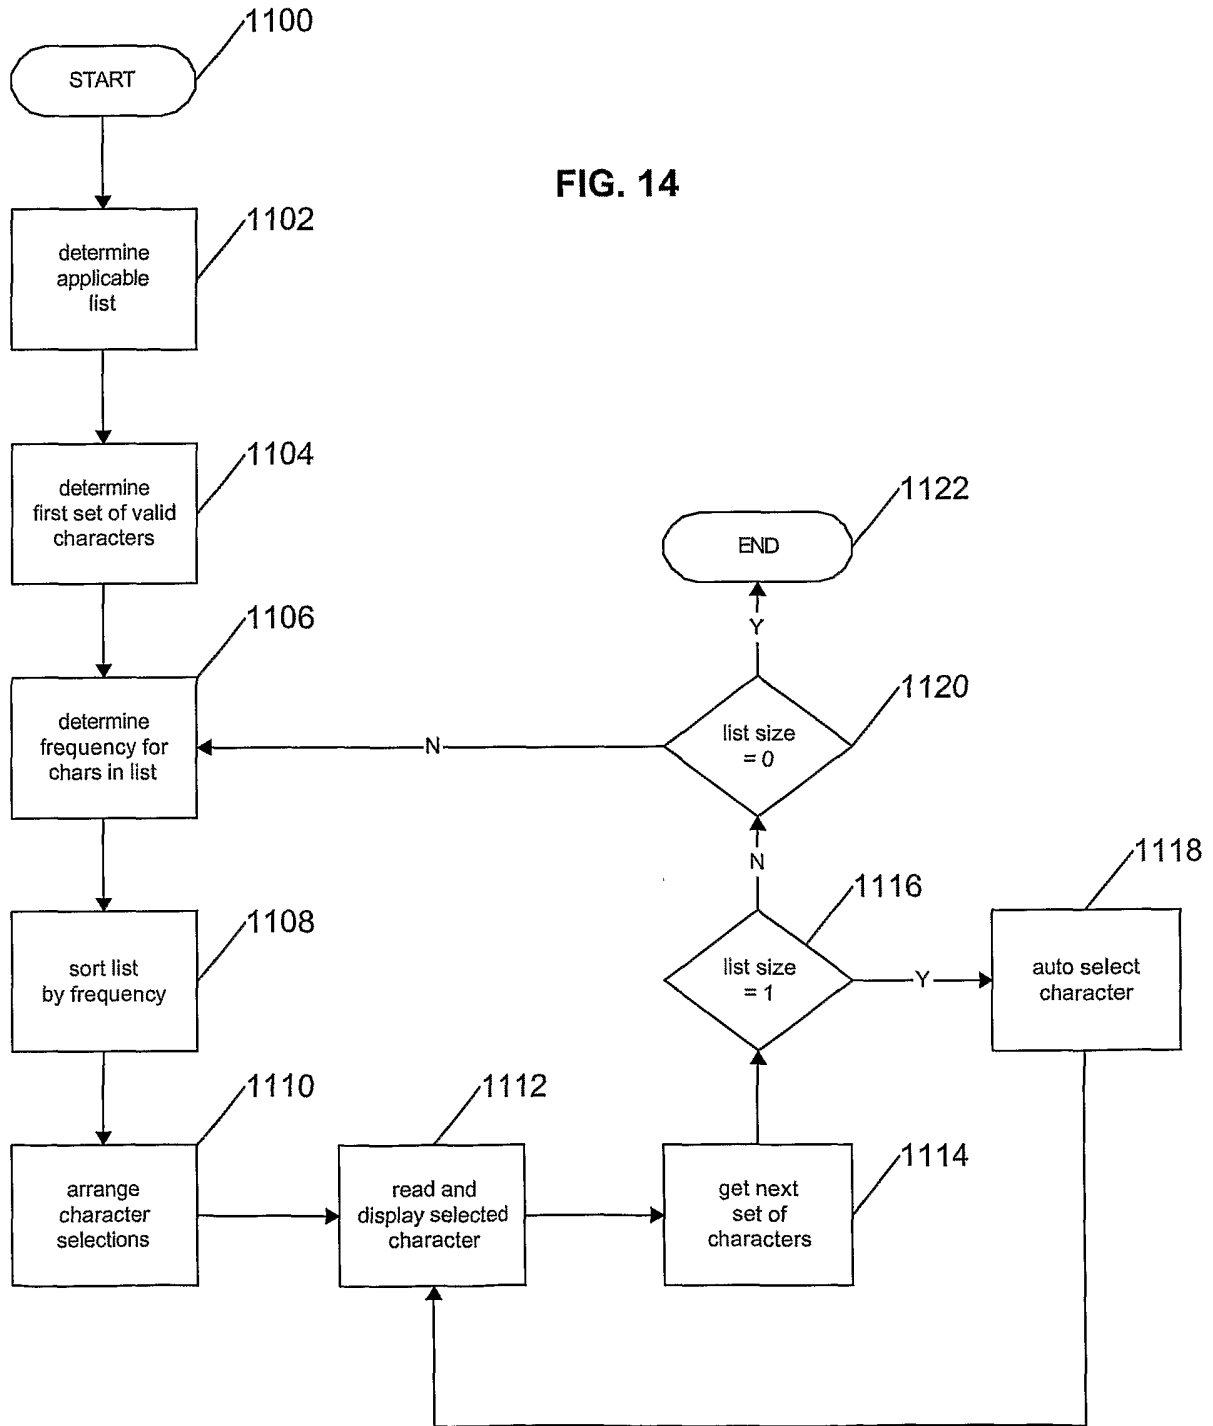 1100
START
FIG. 14
1102
determine
applicable
list
1104
determine
first set of valid
characters
1122
END
Y
1106
determine
frequency for
chars in list
N
1120
list size
= 0
N
1108
sort list
by frequency
1116
list size
= 1
Y
1118
auto select
character
1110
arrange
character
selections
1112
read and
display selected
character
1114
get next
set of
characters